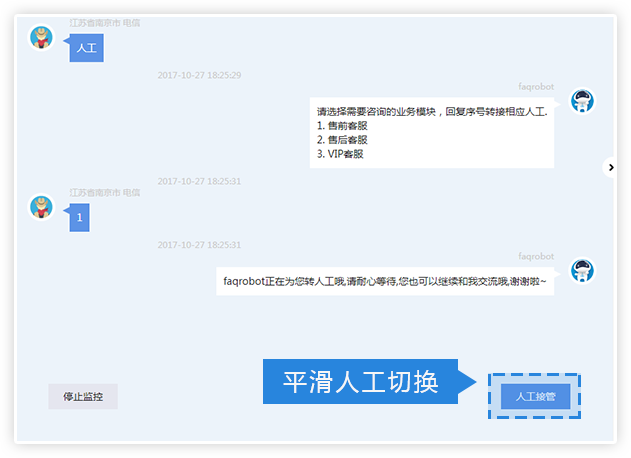 江苏省南京市 电信
人工
2017-10-27 18:25:29
faqrobot
请选择需要咨询的业务模块，回复序号转接相应人工.
1. 售前客服
2. 售后客服
3. VIP客服
2017-10-27 18:25:31
江苏省南京市 电信
1
2017-10-27 18:25:31
faqrobot
faqrobot正在为您转人工哦,请耐心等待,您也可以继续和我交流哦,谢谢啦~
平滑人工切换
停止监控
人工接管